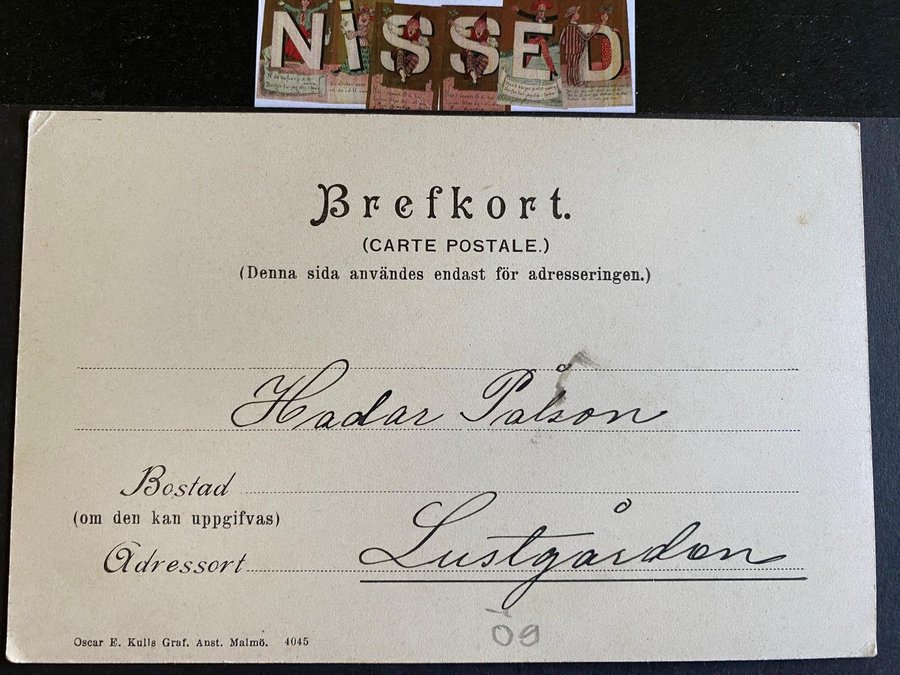 NISSED
Brefkort.
(CARTE POSTALE.)
(Denna sida användes endast för adresseringen.)
Hadar Pålson
Bostad
(om den kan uppgifvas)
Adressort Lustgården
Oscar E. Kulls Graf. Anst. Malmö. 4045
09